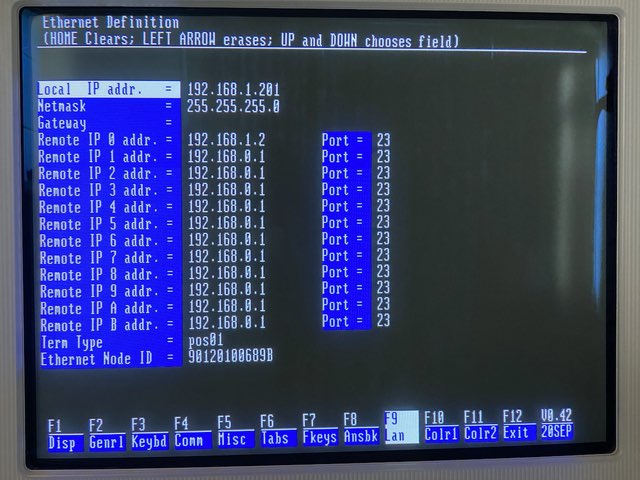 Ethernet Definition
(HOME Clears; LEFT ARROW erases; UP and DOWN chooses field)
Local IP addr. = 192.168.1.201
Netmask = 255.255.255.0
Gateway =
Remote IP 0 addr. = 192.168.1.2 Port = 23
Remote IP 1 addr. = 192.168.0.1 Port = 23
Remote IP 2 addr. = 192.168.0.1 Port = 23
Remote IP 3 addr. = 192.168.0.1 Port = 23
Remote IP 4 addr. = 192.168.0.1 Port = 23
Remote IP 5 addr. = 192.168.0.1 Port = 23
Remote IP 6 addr. = 192.168.0.1 Port = 23
Remote IP 7 addr. = 192.168.0.1 Port = 23
Remote IP 8 addr. = 192.168.0.1 Port = 23
Remote IP 9 addr. = 192.168.0.1 Port = 23
Remote IP A addr. = 192.168.0.1 Port = 23
Remote IP B addr. = 192.168.0.1 Port = 23
Term Type = pos01
Ethernet Node ID = 90120100689B
F1 F2 F3 F4 F5 F6 F7 F8 F9 F10 F11 F12 V0.42
Disp Genrl Keybd Comm Misc Tabs Fkeys Ansbk Lan Colr1 Colr2 Exit 20SEP